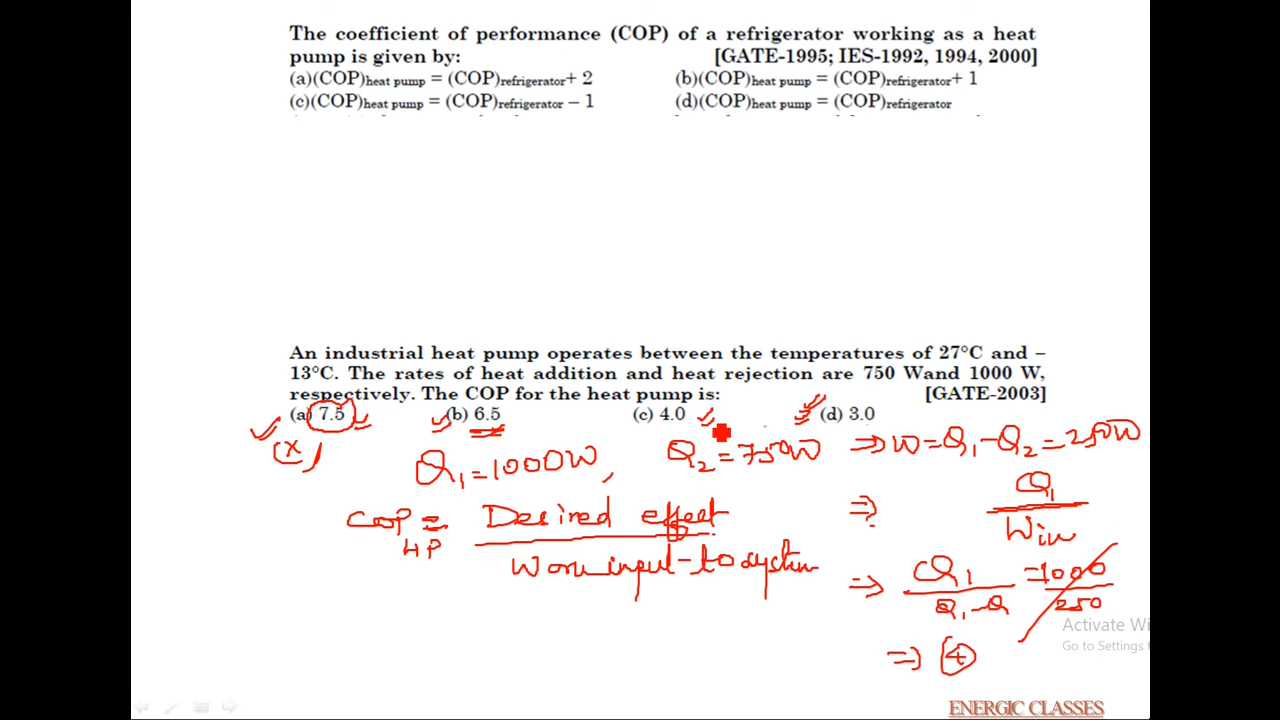 The coefficient of performance (COP) of a refrigerator working as a heat
pump is given by: [GATE-1995; IES-1992, 1994, 2000]
(a)(COP)heat pump = (COP)refrigerator+ 2 (b)(COP)heat pump = (COP)refrigerator+ 1
(c)(COP)heat pump = (COP)refrigerator – 1 (d)(COP)heat pump = (COP)refrigerator
An industrial heat pump operates between the temperatures of 27°C and –
13°C. The rates of heat addition and heat rejection are 750 Wand 1000 W,
respectively. The COP for the heat pump is: [GATE-2003]
(a) 7.5 (b) 6.5 (c) 4.0 (d) 3.0
(x) Q1 = 1000W, Q2 = 750W ⇒ W = Q1 – Q2 = 250W
COP HP = Desired effect ⇒ Q1
Work input to system Win
⇒ Q1 = 1000
Q1 – Q 250
⇒ 4
Activate Wi
Go to Settings t
ENERGIC CLASSES